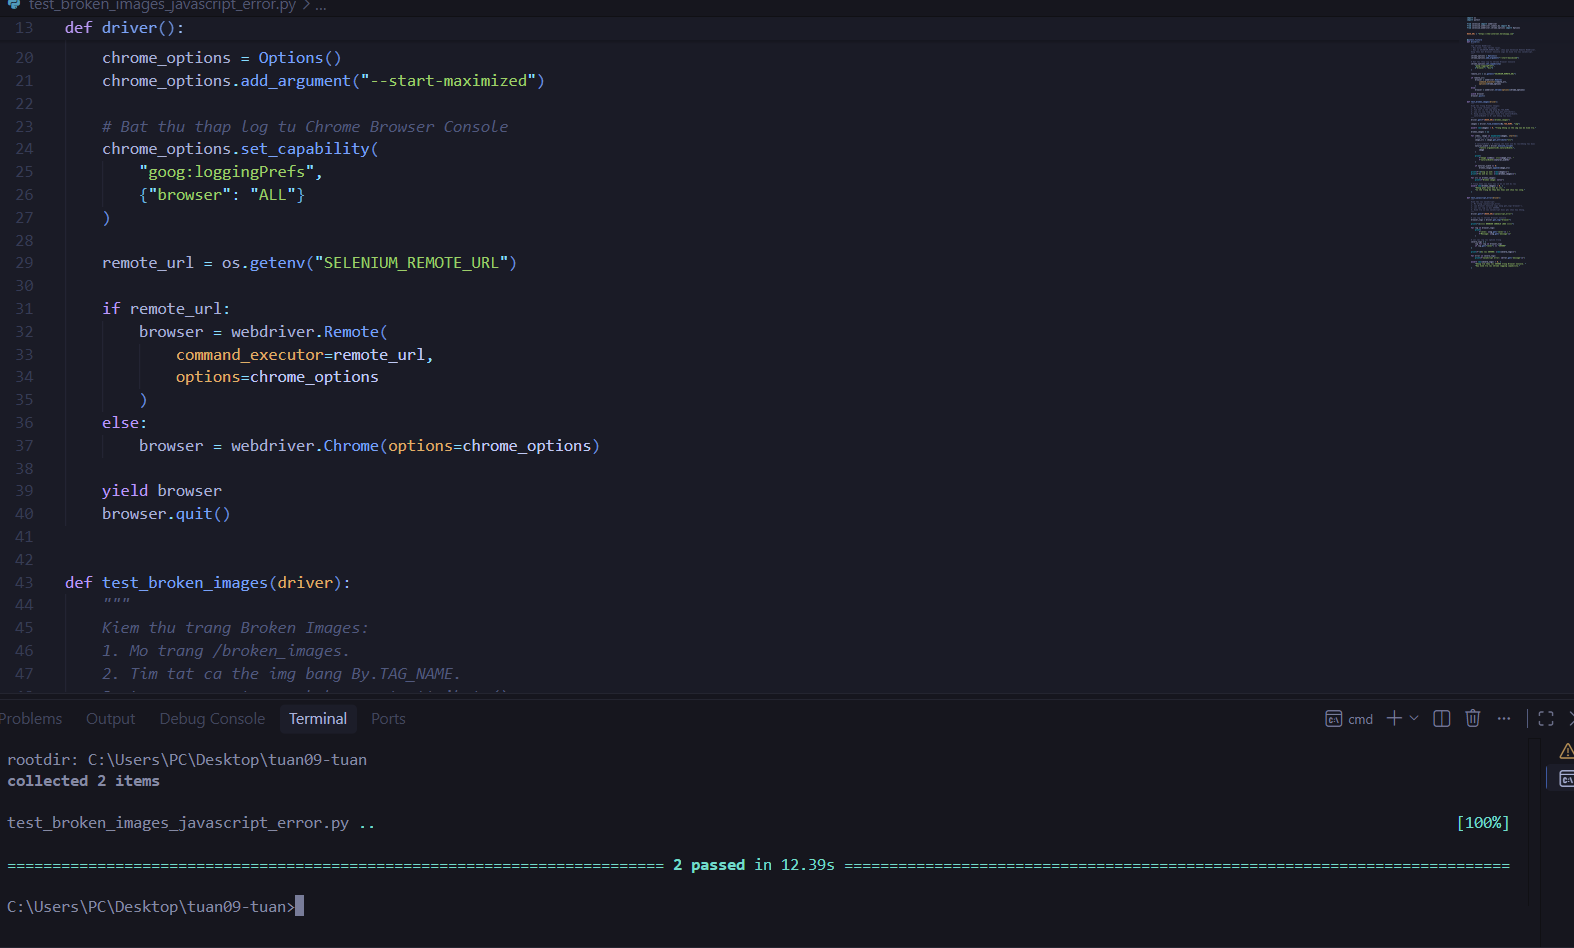 test_broken_images_javascript_error.py > ...
13 def driver():
20 chrome_options = Options()
21 chrome_options.add_argument("--start-maximized")
22
23 # Bat thu thap log tu Chrome Browser Console
24 chrome_options.set_capability(
25 "goog:loggingPrefs",
26 {"browser": "ALL"}
27 )
28
29 remote_url = os.getenv("SELENIUM_REMOTE_URL")
30
31 if remote_url:
32 browser = webdriver.Remote(
33 command_executor=remote_url,
34 options=chrome_options
35 )
36 else:
37 browser = webdriver.Chrome(options=chrome_options)
38
39 yield browser
40 browser.quit()
41
42
43 def test_broken_images(driver):
44 """
45 Kiem thu trang Broken Images:
46 1. Mo trang /broken_images.
47 2. Tim tat ca the img bang By.TAG_NAME.
Problems Output Debug Console Terminal Ports cmd
rootdir: C:\Users\PC\Desktop\tuan09-tuan
collected 2 items
test_broken_images_javascript_error.py .. [100%]
========================================================================= 2 passed in 12.39s ==========================================================================
C:\Users\PC\Desktop\tuan09-tuan>